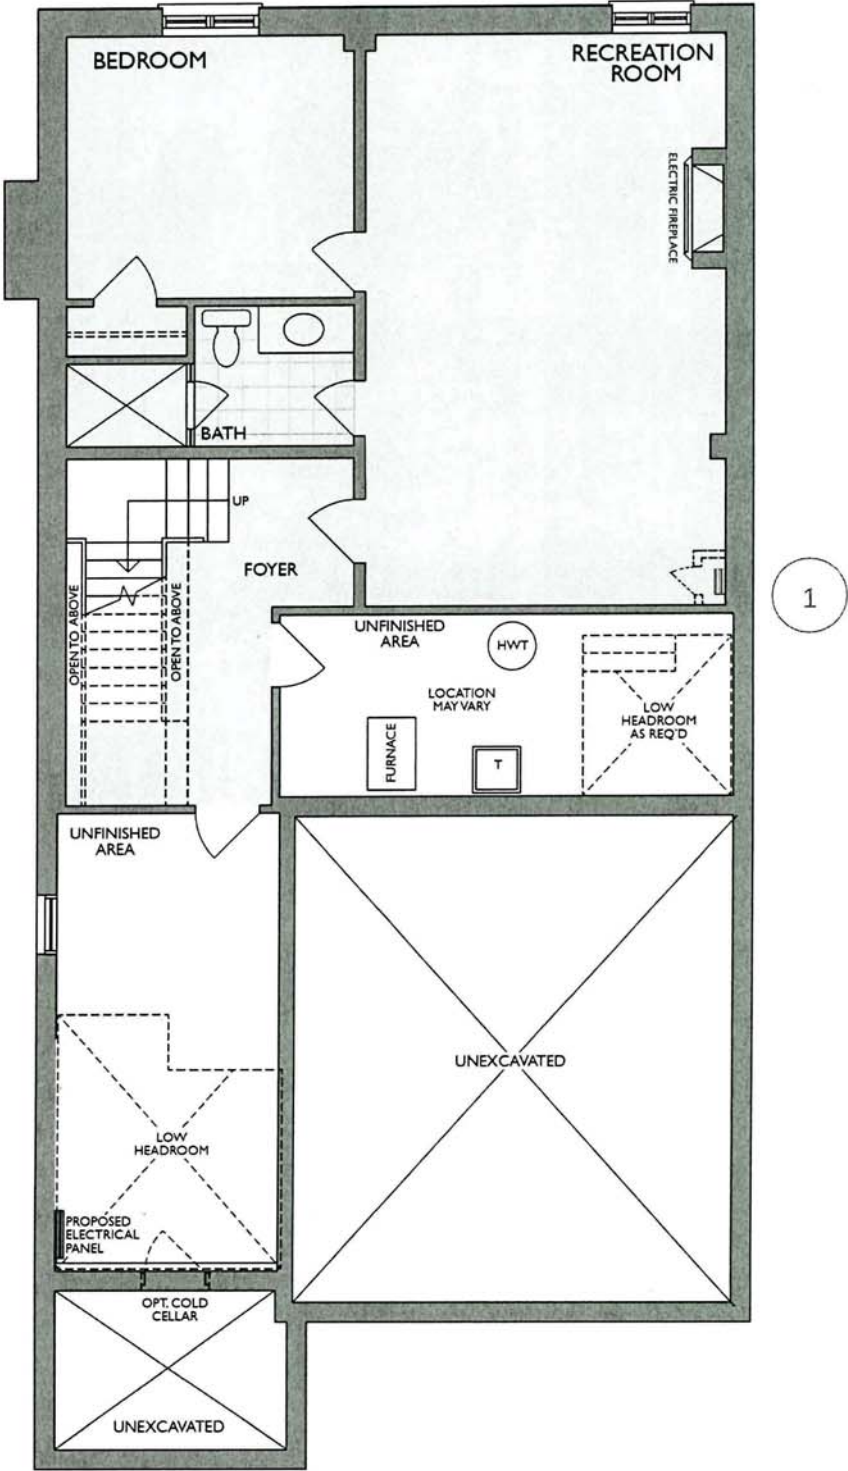 BEDROOM
RECREATION
ROOM
ELECTRIC FIREPLACE
BATH
UP
FOYER
OPEN TO ABOVE
OPEN TO ABOVE
1
UNFINISHED
AREA
HWT
LOCATION
MAY VARY
LOW
HEADROOM
AS REQ'D
FURNACE
T
UNFINISHED
AREA
UNEXCAVATED
LOW
HEADROOM
PROPOSED
ELECTRICAL
PANEL
OPT. COLD
CELLAR
UNEXCAVATED